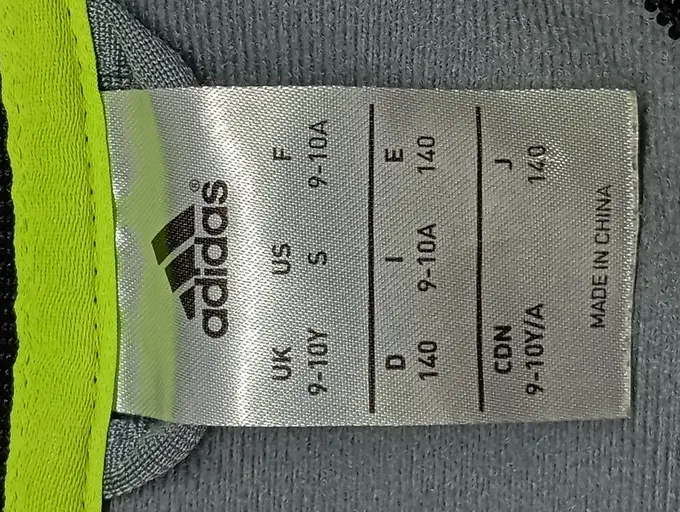 adidas®
UK US F
9-10Y S 9-10A
D I E
140 9-10A 140
CDN J
9-10Y/A 140
MADE IN CHINA